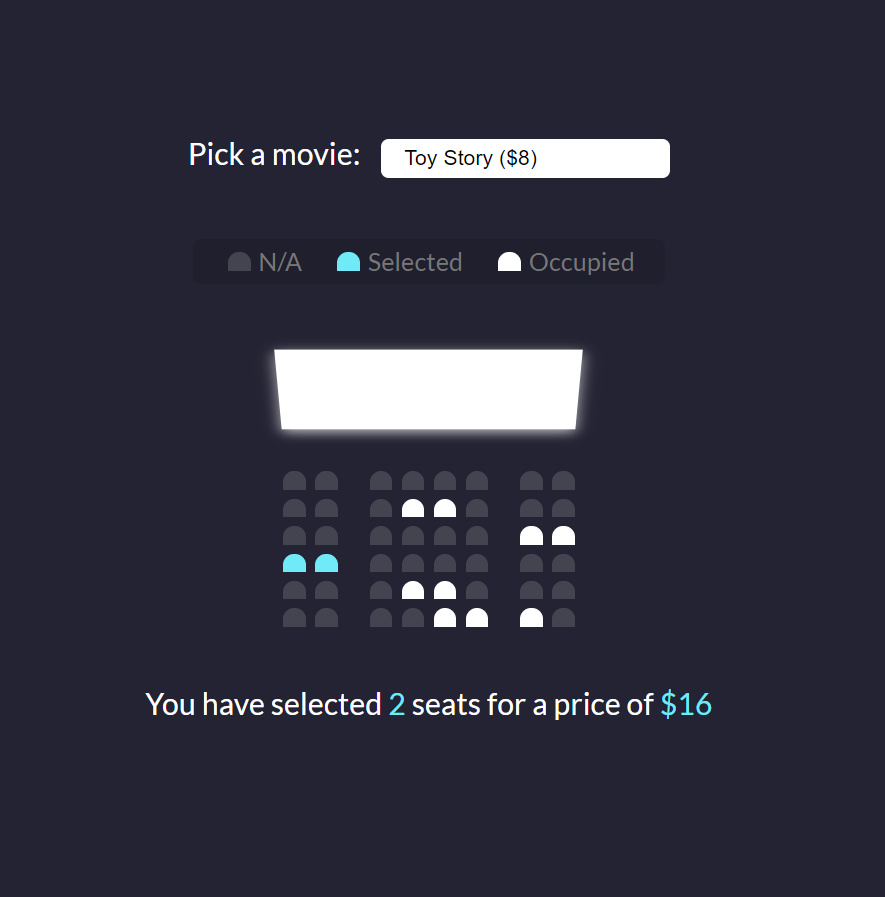 Pick a movie: Toy Story ($8)
N/A Selected Occupied
You have selected 2 seats for a price of $16